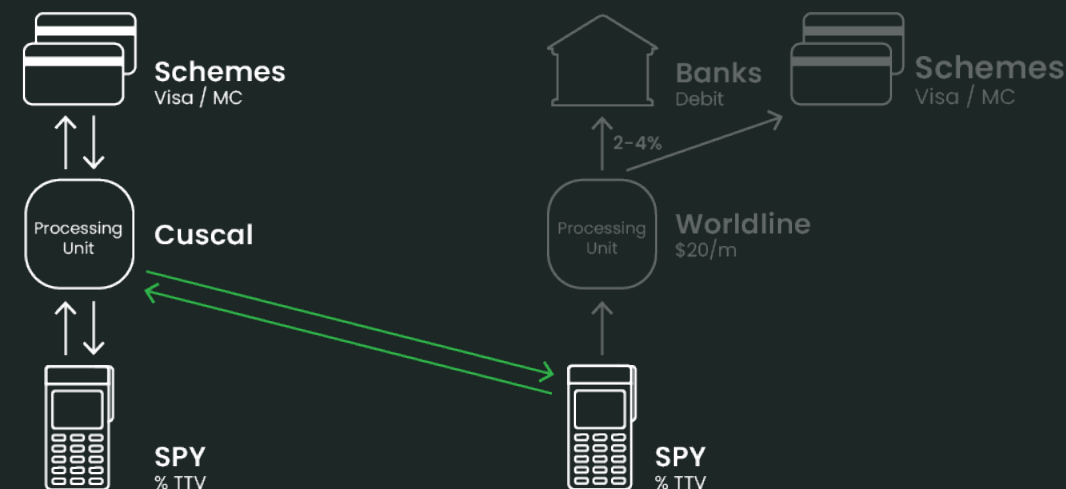 Schemes
Visa / MC
Banks
Debit
Schemes
Visa / MC
2-4%
Processing
Unit
Cuscal
Processing
Unit
Worldline
$20/m
SPY
% TTV
SPY
% TTV